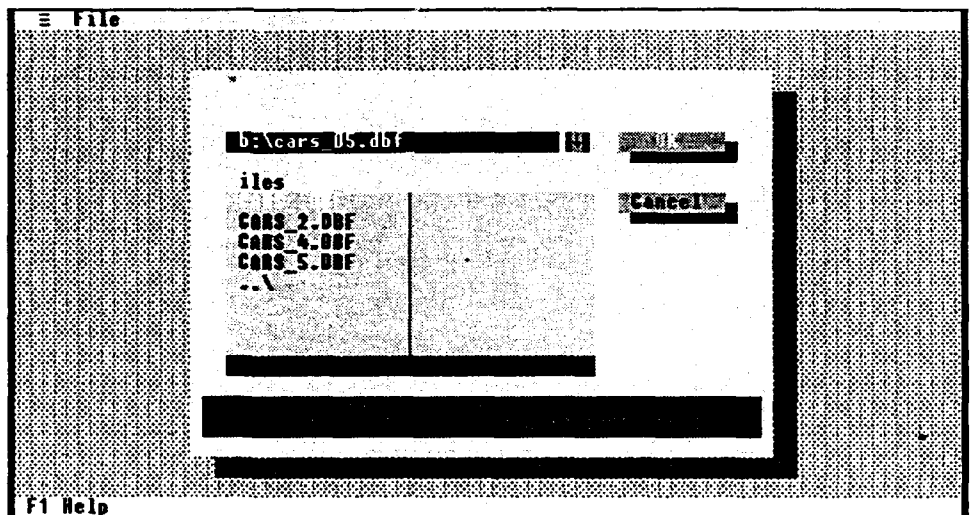 ≡ File
b:\cars_05.dbf
iles
Cancel
CARS_2.DBF
CARS_4.DBF
CARS_5.DBF
..\
F1 Help